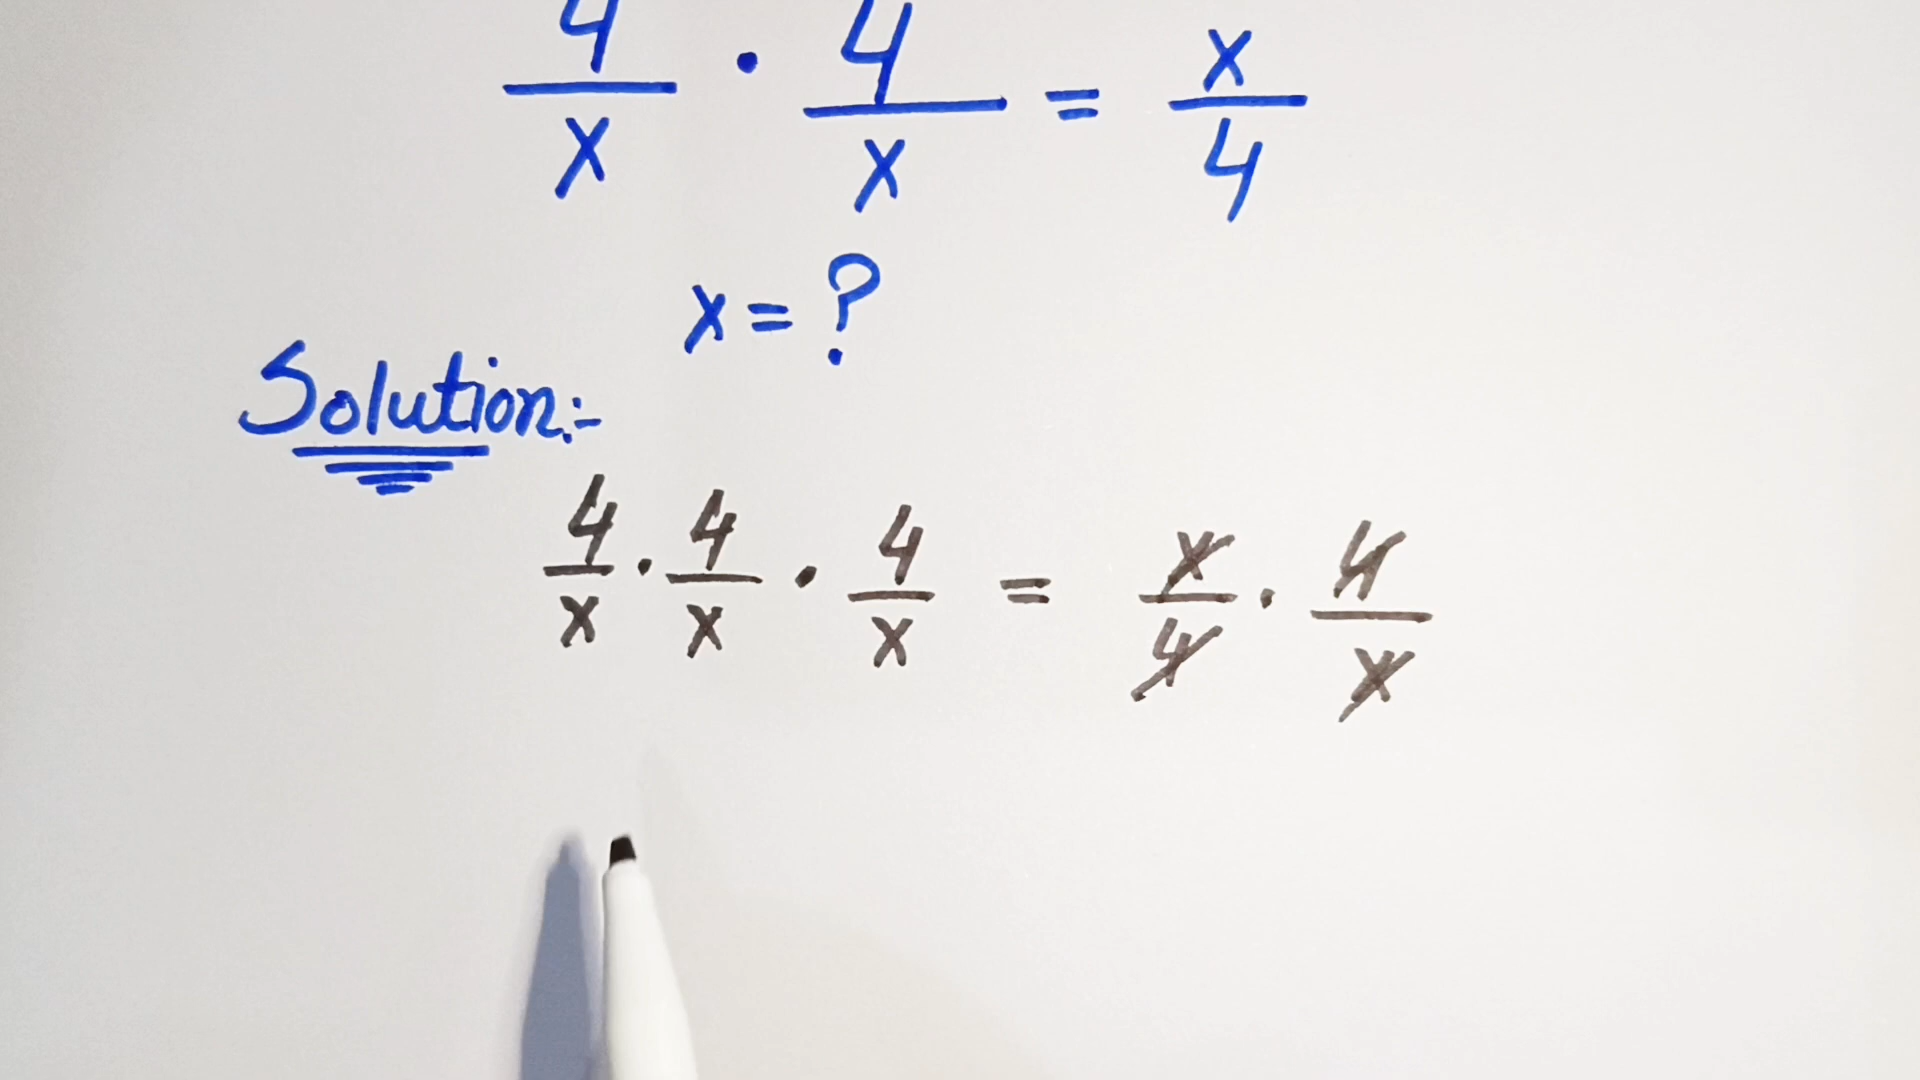 4/x · 4/x = x/4
x = ?
Solution:-
4/x · 4/x · 4/x = x/4 · 4/x